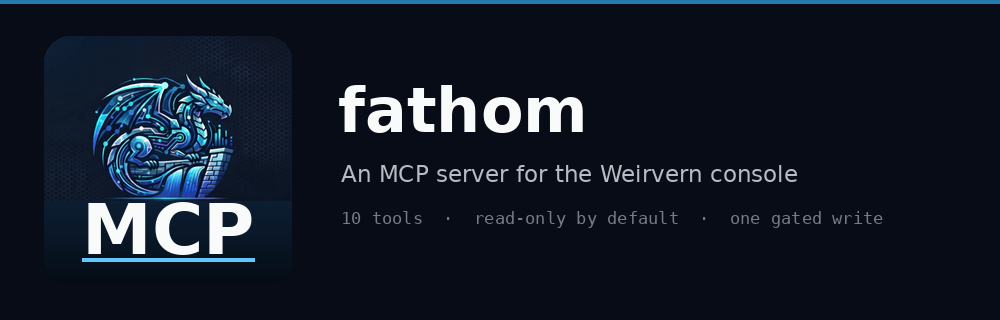 MCP
fathom
An MCP server for the Weirvern console
10 tools · read-only by default · one gated write